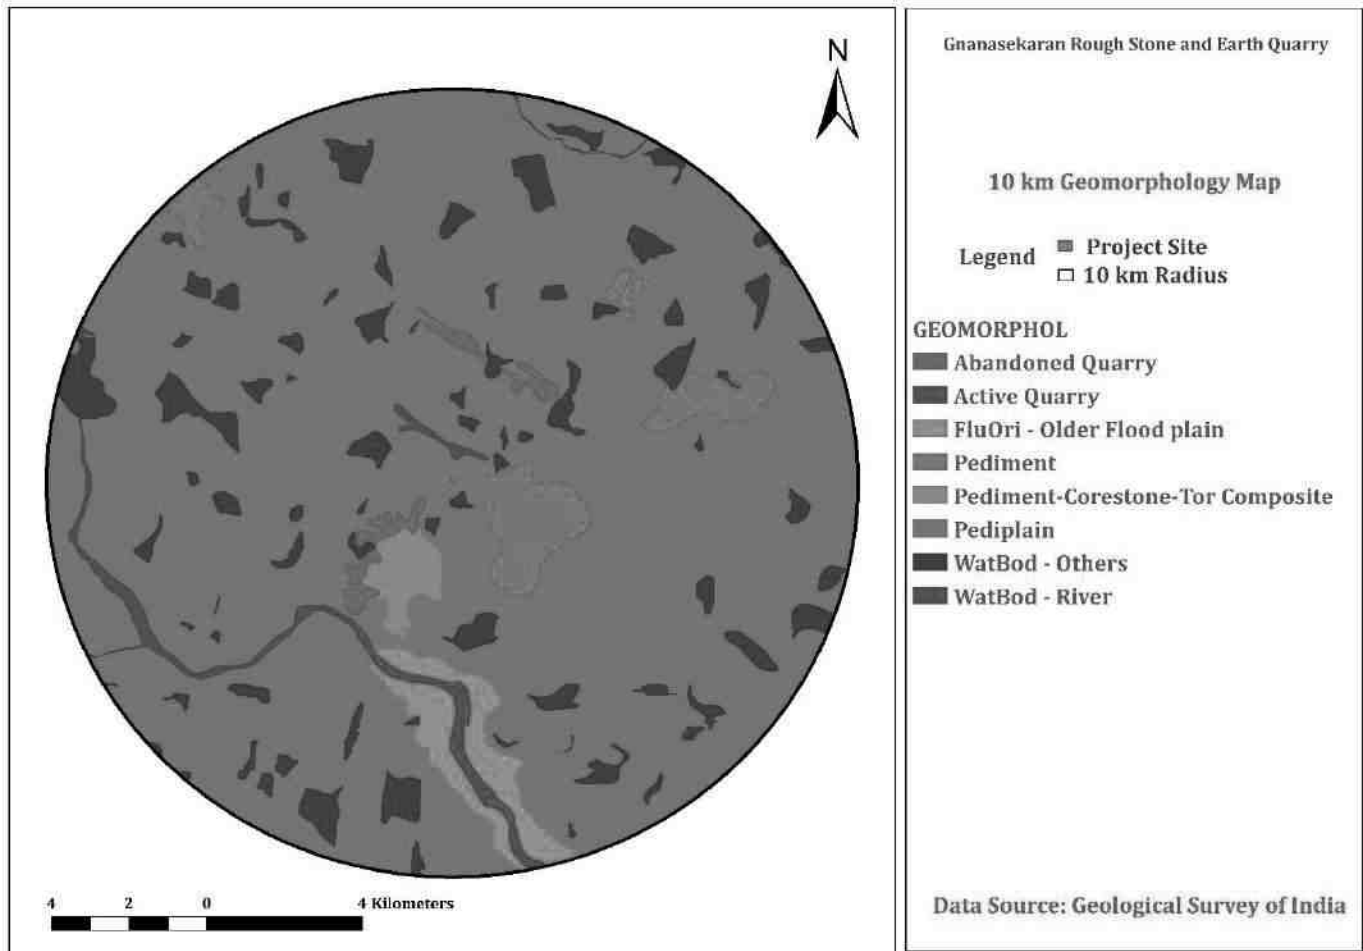 N
4 2 0 4 Kilometers
Gnanasekaran Rough Stone and Earth Quarry
10 km Geomorphology Map
Legend
Project Site
10 km Radius
GEOMORPHOL
Abandoned Quarry
Active Quarry
FluOri - Older Flood plain
Pediment
Pediment-Corestone-Tor Composite
Pediplain
WatBod - Others
WatBod - River
Data Source: Geological Survey of India